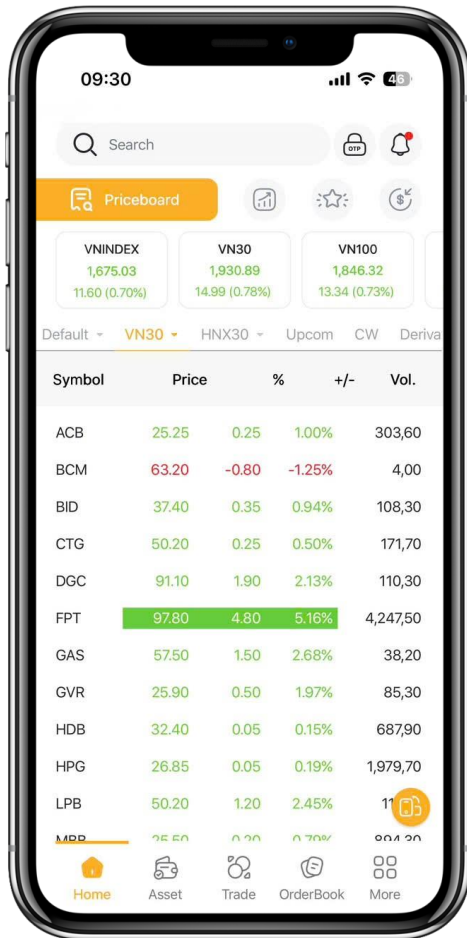 09:30
46
Search
OTP
Priceboard
VNINDEX
1,675.03
11.60 (0.70%)
VN30
1,930.89
14.99 (0.78%)
VN100
1,846.32
13.34 (0.73%)
Default VN30 HNX30 Upcom CW Deriva
Symbol Price % +/- Vol.
ACB 25.25 0.25 1.00% 303,60
BCM 63.20 -0.80 -1.25% 4,00
BID 37.40 0.35 0.94% 108,30
CTG 50.20 0.25 0.50% 171,70
DGC 91.10 1.90 2.13% 110,30
FPT 97.80 4.80 5.16% 4,247,50
GAS 57.50 1.50 2.68% 38,20
GVR 25.90 0.50 1.97% 85,30
HDB 32.40 0.05 0.15% 687,90
HPG 26.85 0.05 0.19% 1,979,70
LPB 50.20 1.20 2.45%
MBB 25.50 0.20 0.79% 894,30
Home Asset Trade OrderBook More